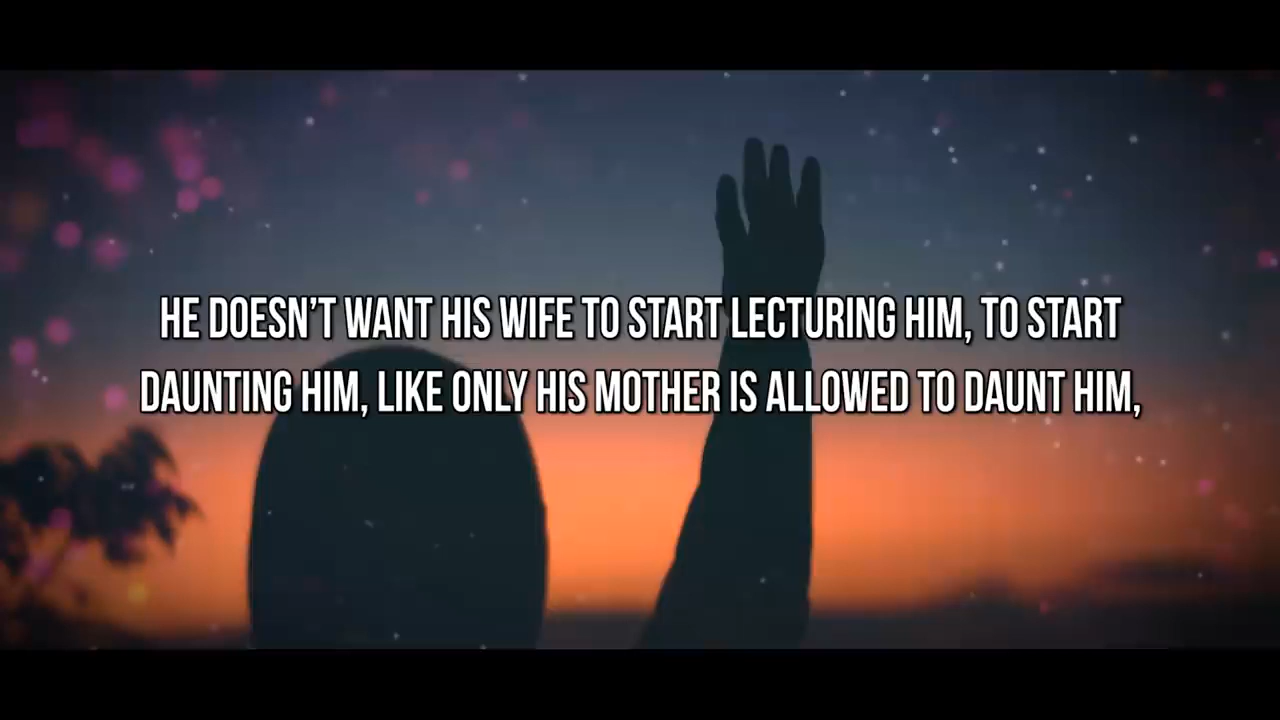 HE DOESN’T WANT HIS WIFE TO START LECTURING HIM, TO START
DAUNTING HIM, LIKE ONLY HIS MOTHER IS ALLOWED TO DAUNT HIM,